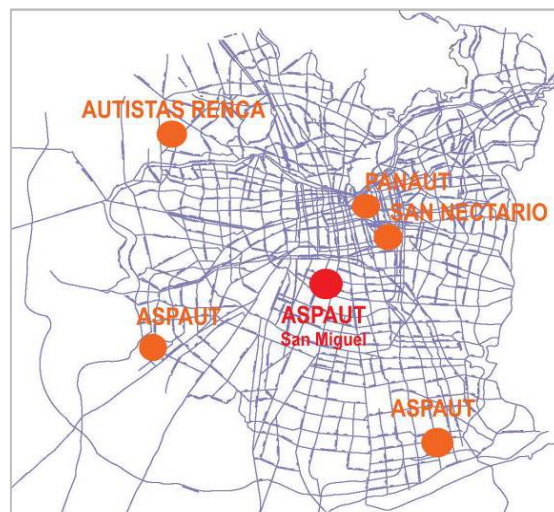 AUTISTAS RENCA
PANAUT
SAN NECTARIO
ASPAUT
ASPAUT
San Miguel
ASPAUT